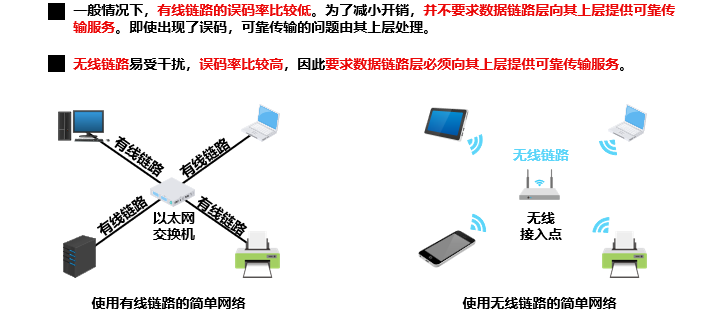 一般情况下，有线链路的误码率比较低。为了减小开销，并不要求数据链路层向其上层提供可靠传
输服务。即使出现了误码，可靠传输的问题由其上层处理。
无线链路易受干扰，误码率比较高，因此要求数据链路层必须向其上层提供可靠传输服务。
有线链路
有线链路
有线链路
有线链路
以太网
交换机
使用有线链路的简单网络
无线链路
无线
接入点
使用无线链路的简单网络